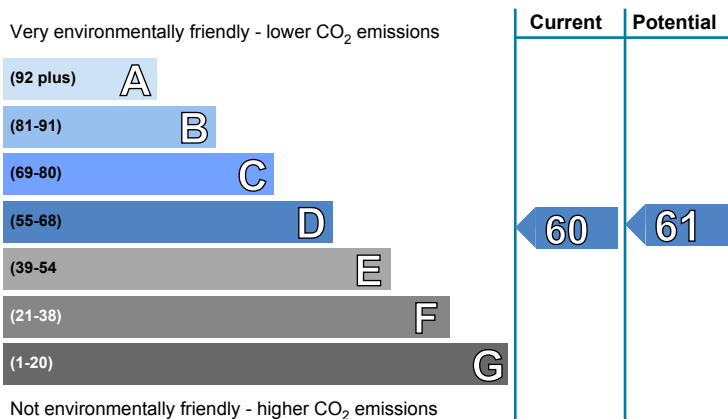 Current Potential
Very environmentally friendly - lower CO2 emissions
(92 plus) A
(81-91) B
(69-80) C
(55-68) D 60 61
(39-54 E
(21-38) F
(1-20) G
Not environmentally friendly - higher CO2 emissions